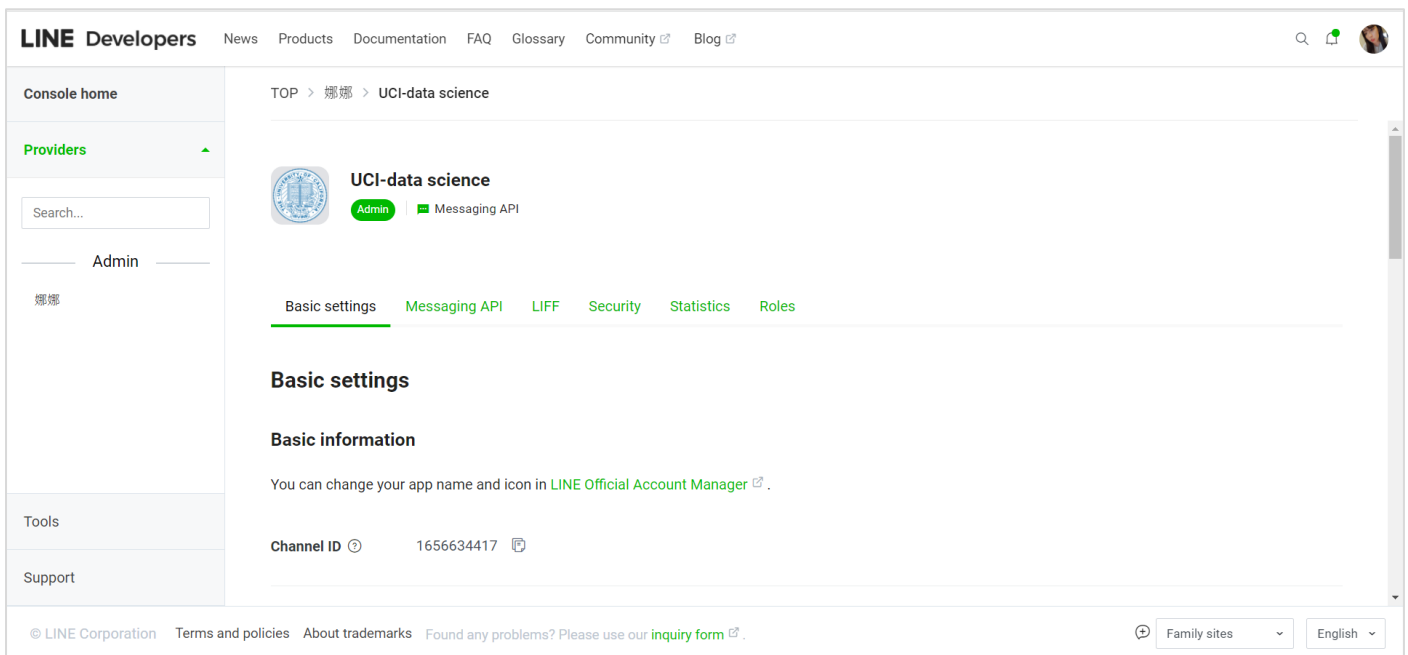 LINE Developers News Products Documentation FAQ Glossary Community Blog
Console home
TOP > 娜娜 > UCI-data science
Providers
UCI-data science
Admin Messaging API
Search...
Admin
娜娜
Basic settings Messaging API LIFF Security Statistics Roles
Basic settings
Basic information
You can change your app name and icon in LINE Official Account Manager .
Tools
Channel ID 1656634417
Support
© LINE Corporation Terms and policies About trademarks Found any problems? Please use our inquiry form . Family sites English